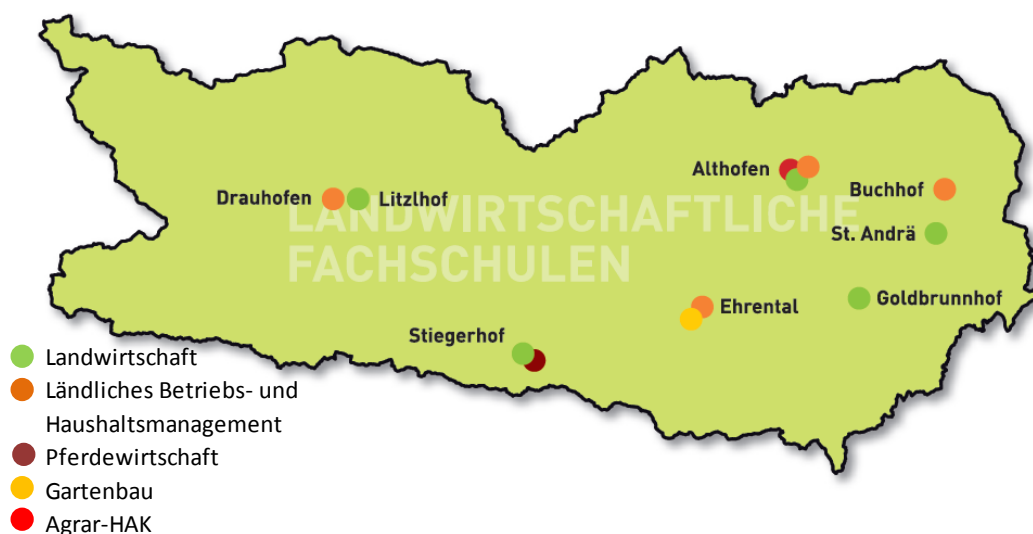 Althofen
Buchhof
Drauhofen
Litzlhof
LANDWIRTSCHAFTLICHE
FACHSCHULEN
St. Andrä
Goldbrunnhof
Ehrental
Stiegerhof
Landwirtschaft
Ländliches Betriebs- und
Haushaltsmanagement
Pferdewirtschaft
Gartenbau
Agrar-HAK